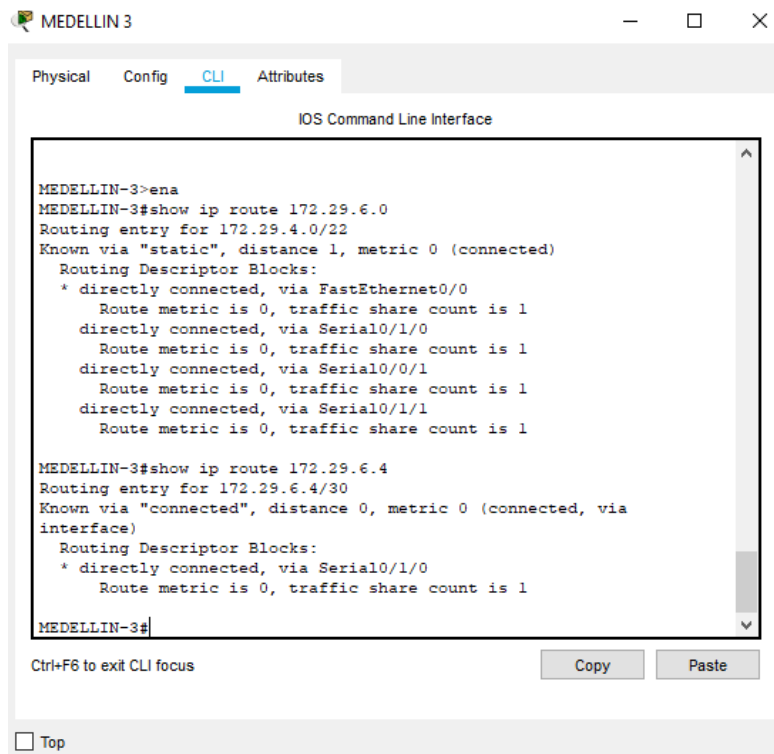 MEDELLIN 3
Physical Config CLI Attributes
IOS Command Line Interface
MEDELLIN-3>ena
MEDELLIN-3#show ip route 172.29.6.0
Routing entry for 172.29.4.0/22
Known via "static", distance 1, metric 0 (connected)
Routing Descriptor Blocks:
* directly connected, via FastEthernet0/0
Route metric is 0, traffic share count is 1
directly connected, via Serial0/1/0
Route metric is 0, traffic share count is 1
directly connected, via Serial0/0/1
Route metric is 0, traffic share count is 1
directly connected, via Serial0/1/1
Route metric is 0, traffic share count is 1
MEDELLIN-3#show ip route 172.29.6.4
Routing entry for 172.29.6.4/30
Known via "connected", distance 0, metric 0 (connected, via
interface)
Routing Descriptor Blocks:
* directly connected, via Serial0/1/0
Route metric is 0, traffic share count is 1
MEDELLIN-3#
Ctrl+F6 to exit CLI focus Copy Paste
Top